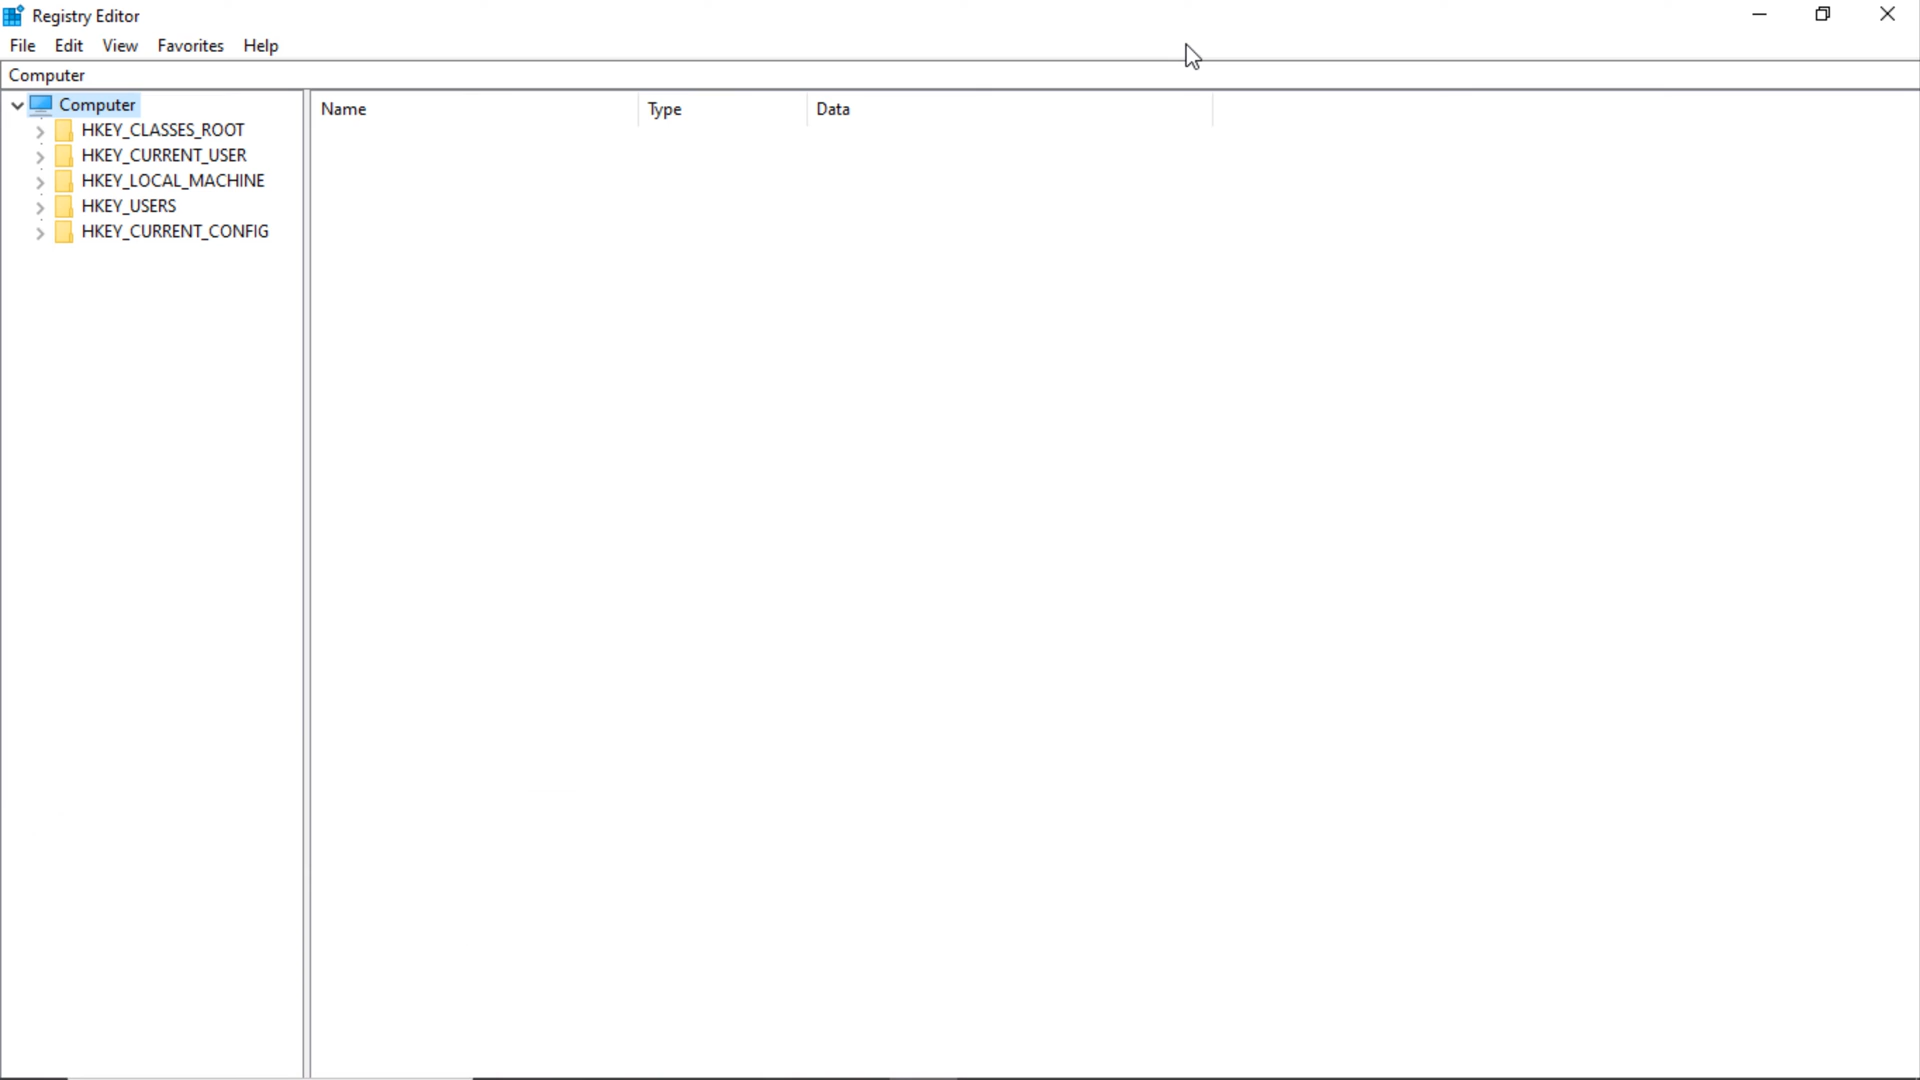 Registry Editor
File Edit View Favorites Help
Computer
Computer
HKEY_CLASSES_ROOT
HKEY_CURRENT_USER
HKEY_LOCAL_MACHINE
HKEY_USERS
HKEY_CURRENT_CONFIG
Name Type Data